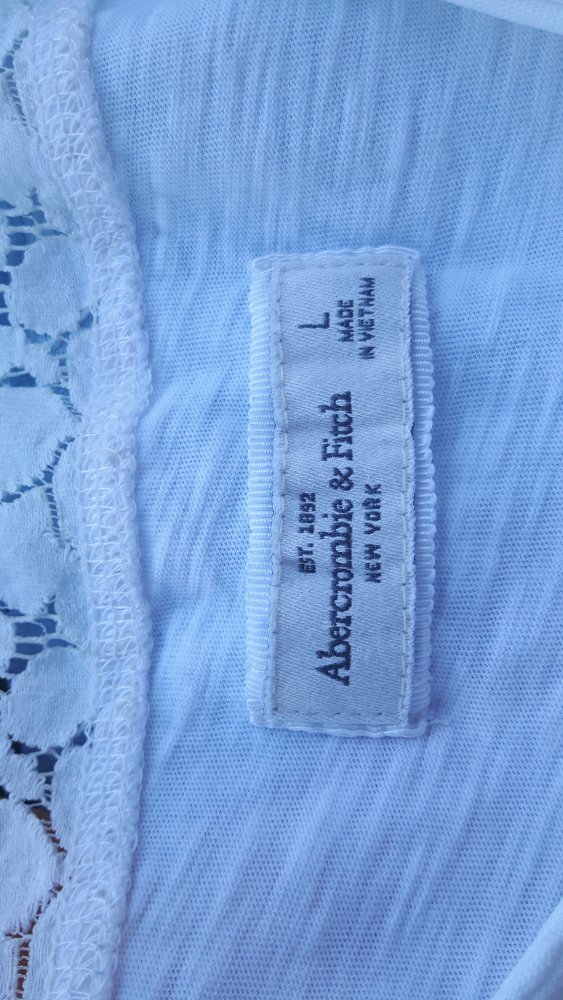 EST. 1892
Abercrombie & Fitch
NEW YORK
L
MADE
IN VIETNAM